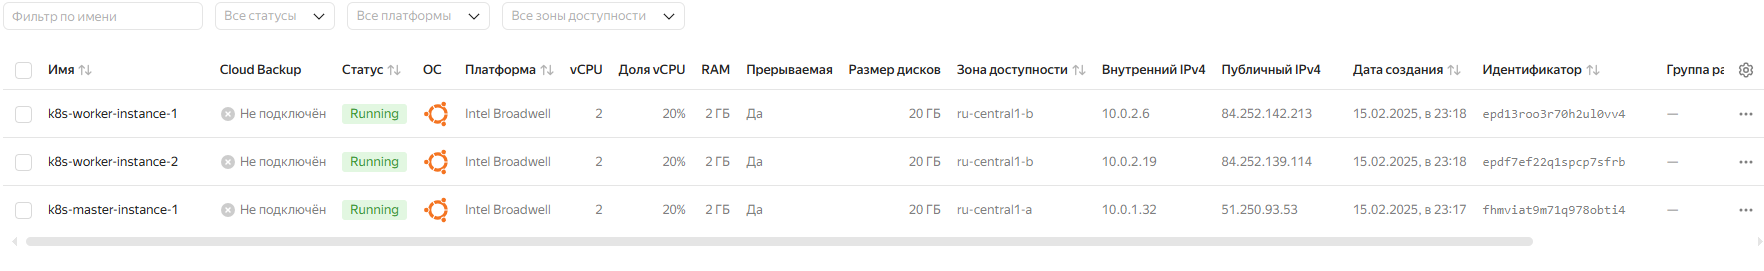 Фильтр по имени Все статусы Все платформы Все зоны доступности
Имя Cloud Backup Статус ОС Платформа vCPU Доля vCPU RAM Прерываемая Размер дисков Зона доступности Внутренний IPv4 Публичный IPv4 Дата создания Идентификатор Группа ра
k8s-worker-instance-1 Не подключён Running Intel Broadwell 2 20% 2 ГБ Да 20 ГБ ru-central1-b 10.0.2.6 84.252.142.213 15.02.2025, в 23:18 epd13roo3r70h2ul0vv4 —
k8s-worker-instance-2 Не подключён Running Intel Broadwell 2 20% 2 ГБ Да 20 ГБ ru-central1-b 10.0.2.19 84.252.139.114 15.02.2025, в 23:18 epdf7ef22q1spcp7sfrb —
k8s-master-instance-1 Не подключён Running Intel Broadwell 2 20% 2 ГБ Да 20 ГБ ru-central1-a 10.0.1.32 51.250.93.53 15.02.2025, в 23:17 fhmviat9m71q978obti4 —